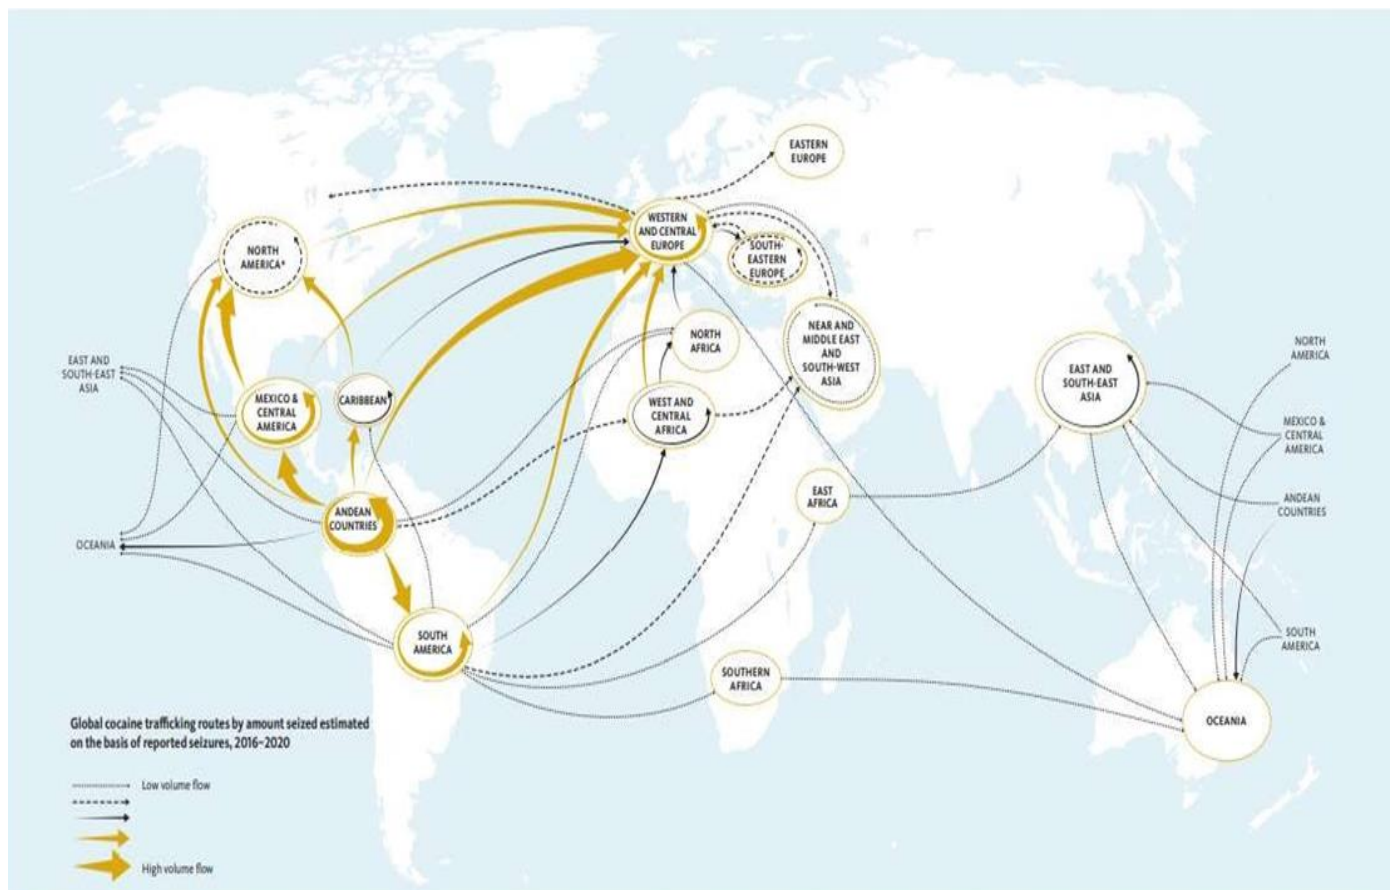 EASTERN
EUROPE
WESTERN
AND CENTRAL
EUROPE
SOUTH-
EASTERN
EUROPE
NORTH
AMERICA*
NEAR AND
MIDDLE EAST
AND
SOUTH-WEST
ASIA
NORTH
AFRICA
EAST AND
SOUTH-EAST
ASIA
MEXICO &
CENTRAL
AMERICA
CARIBBEAN
WEST AND
CENTRAL
AFRICA
EAST AND
SOUTH-EAST
ASIA
NORTH
AMERICA
MEXICO &
CENTRAL
AMERICA
ANDEAN
COUNTRIES
EAST
AFRICA
ANDEAN
COUNTRIES
OCEANIA
SOUTH
AMERICA
SOUTHERN
AFRICA
SOUTH
AMERICA
OCEANIA
Global cocaine trafficking routes by amount seized estimated
on the basis of reported seizures, 2016–2020
Low volume flow
High volume flow